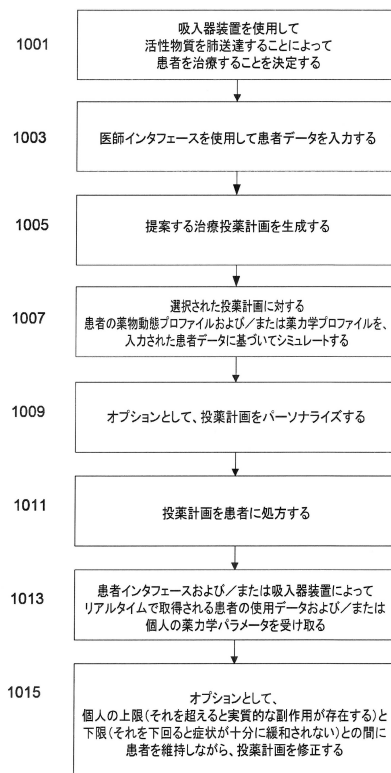 1001
吸入器装置を使用して
活性物質を肺送達することによって
患者を治療することを決定する
1003
医師インタフェースを使用して患者データを入力する
1005
提案する治療投薬計画を生成する
1007
選択された投薬計画に対する
患者の薬物動態プロファイルおよび/または薬力学プロファイルを、
入力された患者データに基づいてシミュレートする
1009
オプションとして、投薬計画をパーソナライズする
1011
投薬計画を患者に処方する
1013
患者インタフェースおよび/または吸入器装置によって
リアルタイムで取得される患者の使用データおよび/または
個人の薬力学パラメータを受け取る
1015
オプションとして、
個人の上限(それを超えると実質的な副作用が存在する)と
下限(それを下回ると症状が十分に緩和されない)との間に
患者を維持しながら、投薬計画を修正する